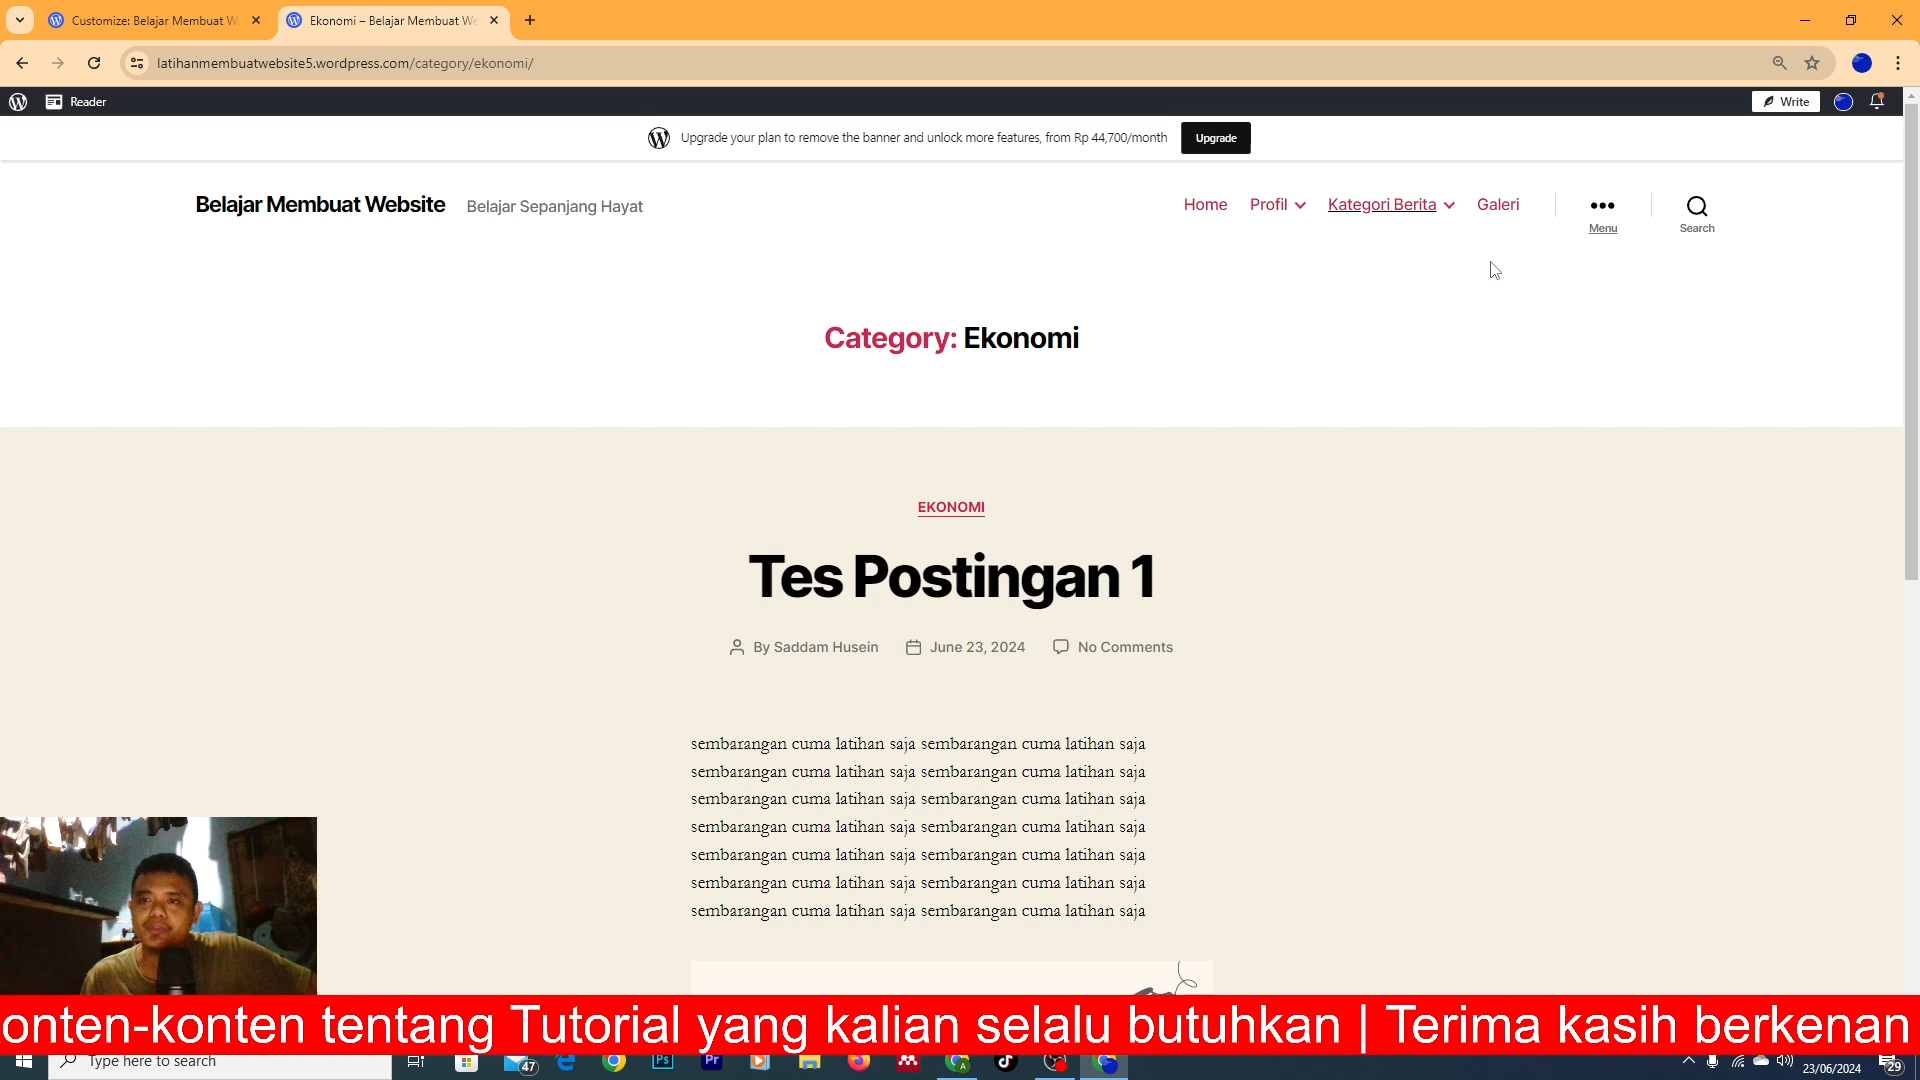 Customize: Belajar Membuat W
Ekonomi – Belajar Membuat We
latihanmembuatwebsite5.wordpress.com/category/ekonomi/
Reader
Write
Upgrade your plan to remove the banner and unlock more features, from Rp 44,700/month
Upgrade
Belajar Membuat Website
Belajar Sepanjang Hayat
Home
Profil
Kategori Berita
Galeri
Menu
Search
Category: Ekonomi
EKONOMI
Tes Postingan 1
By Saddam Husein
June 23, 2024
No Comments
sembarangan cuma latihan saja sembarangan cuma latihan saja
sembarangan cuma latihan saja sembarangan cuma latihan saja
sembarangan cuma latihan saja sembarangan cuma latihan saja
sembarangan cuma latihan saja sembarangan cuma latihan saja
sembarangan cuma latihan saja sembarangan cuma latihan saja
sembarangan cuma latihan saja sembarangan cuma latihan saja
sembarangan cuma latihan saja sembarangan cuma latihan saja
onten-konten tentang Tutorial yang kalian selalu butuhkan | Terima kasih berkenan
Type here to search
47
Ps
Pr
A
23/06/2024
29